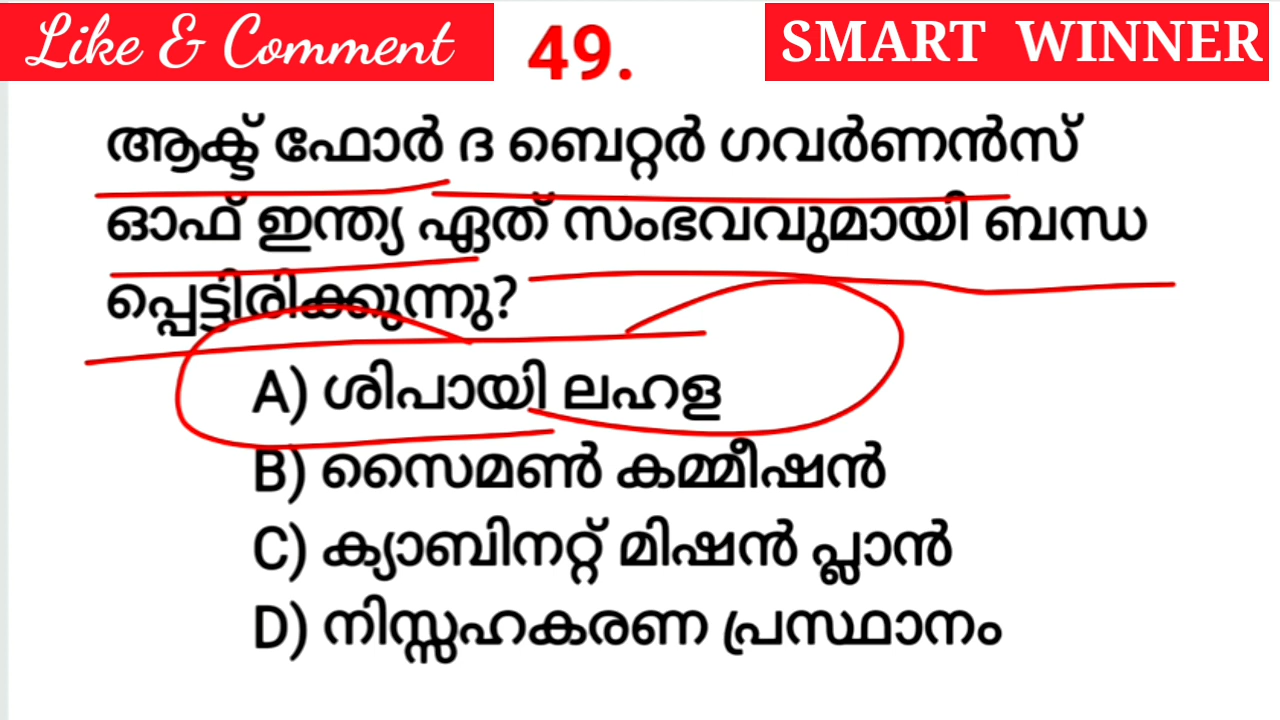 Like & Comment
49.
SMART WINNER
ആക്ട് ഫോർ ദ ബെറ്റർ ഗവർണൻസ്
ഓഫ് ഇന്ത്യ ഏത് സംഭവവുമായി ബന്ധ
പ്പെട്ടിരിക്കുന്നു?
A) ശിപായി ലഹള
B) സൈമൺ കമ്മീഷൻ
C) ക്യാബിനറ്റ് മിഷൻ പ്ലാൻ
D) നിസ്സഹകരണ പ്രസ്ഥാനം